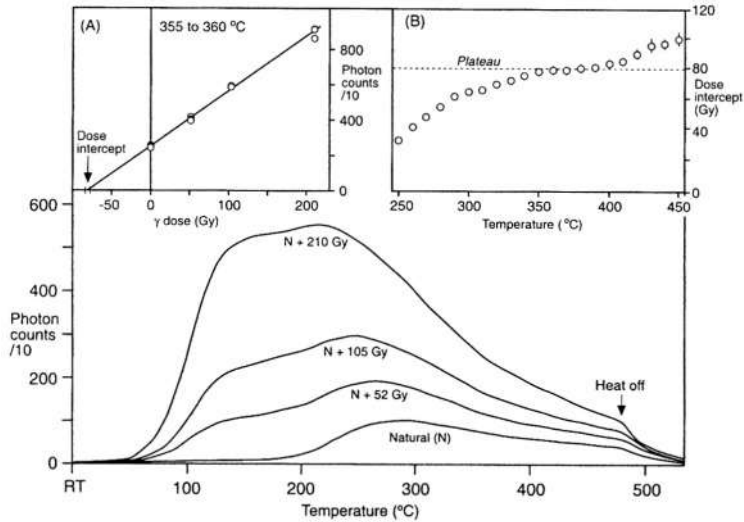 (A)
355 to 360 °C
800
Photon
counts
/10
400
0
Dose
intercept
-50
0
100
200
γ dose (Gy)
(B)
Plateau
120
80
Dose
intercept
(Gy)
40
0
250
300
350
400
450
Temperature (°C)
600
400
200
0
Photon
counts
/10
N + 210 Gy
N + 105 Gy
N + 52 Gy
Natural (N)
Heat off
RT
100
200
300
400
500
Temperature (°C)